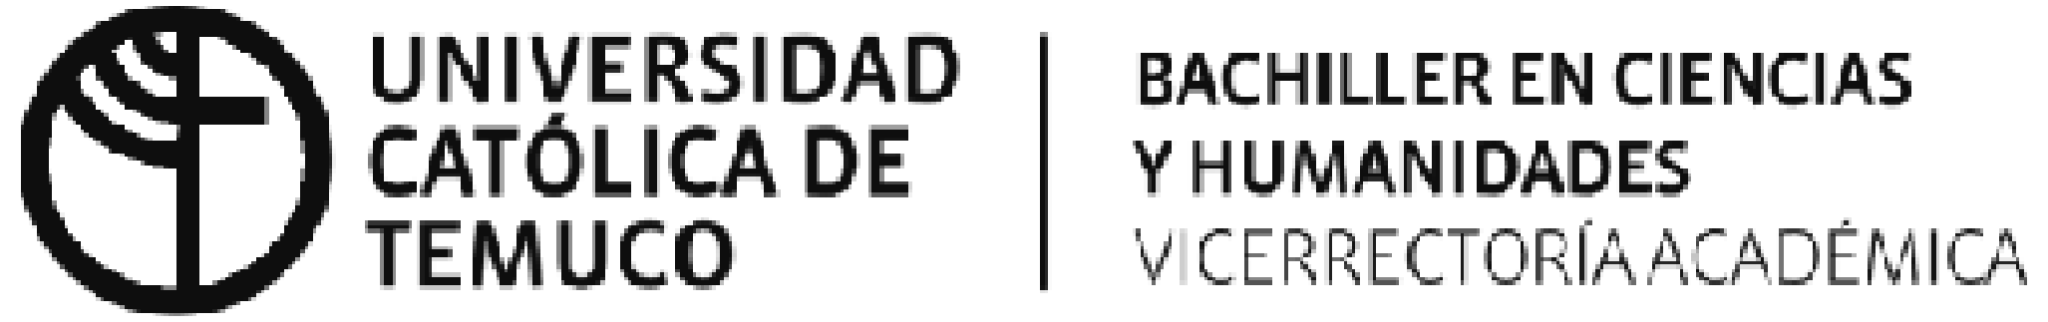 UNIVERSIDAD
CATÓLICA DE
TEMUCO
BACHILLER EN CIENCIAS
Y HUMANIDADES
VICERRECTORÍA ACADÉMICA